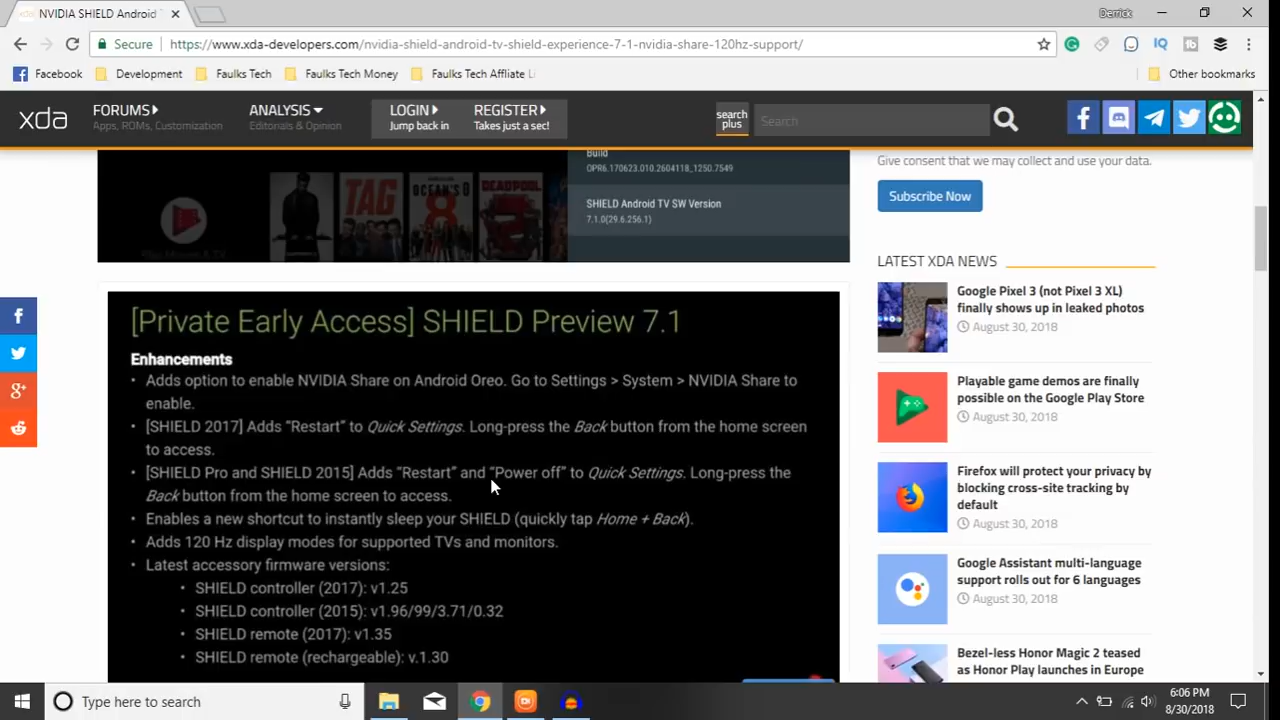 NVIDIA SHIELD Android
Derrick
Secure
https://www.xda-developers.com/nvidia-shield-android-tv-shield-experience-7-1-nvidia-share-120hz-support/
IQ
Facebook
Development
Faulks Tech
Faulks Tech Money
Faulks Tech Affliate Li
Other bookmarks
xda
FORUMS
Apps, ROMs, Customization
ANALYSIS
Editorials & Opinion
LOGIN
Jump back in
REGISTER
Takes just a sec!
search
plus
Search
Build
OPR6.170623.010.2604118_1250.7549
SHIELD Android TV SW Version
7.1.0(29.6.256.1)
TAG
OCEAN'S
8
DEADPOOL
Give consent that we may collect and use your data.
Subscribe Now
[Private Early Access] SHIELD Preview 7.1
Enhancements
• Adds option to enable NVIDIA Share on Android Oreo. Go to Settings > System > NVIDIA Share to
enable.
• [SHIELD 2017] Adds “Restart” to Quick Settings. Long-press the Back button from the home screen
to access.
• [SHIELD Pro and SHIELD 2015] Adds “Restart” and “Power off” to Quick Settings. Long-press the
Back button from the home screen to access.
• Enables a new shortcut to instantly sleep your SHIELD (quickly tap Home + Back).
• Adds 120 Hz display modes for supported TVs and monitors.
• Latest accessory firmware versions:
• SHIELD controller (2017): v1.25
• SHIELD controller (2015): v1.96/99/3.71/0.32
• SHIELD remote (2017): v1.35
• SHIELD remote (rechargeable): v.1.30
LATEST XDA NEWS
Google Pixel 3 (not Pixel 3 XL)
finally shows up in leaked photos
August 30, 2018
Playable game demos are finally
possible on the Google Play Store
August 30, 2018
Firefox will protect your privacy by
blocking cross-site tracking by
default
August 30, 2018
Google Assistant multi-language
support rolls out for 6 languages
August 30, 2018
Bezel-less Honor Magic 2 teased
as Honor Play launches in Europe
Type here to search
6:06 PM
8/30/2018